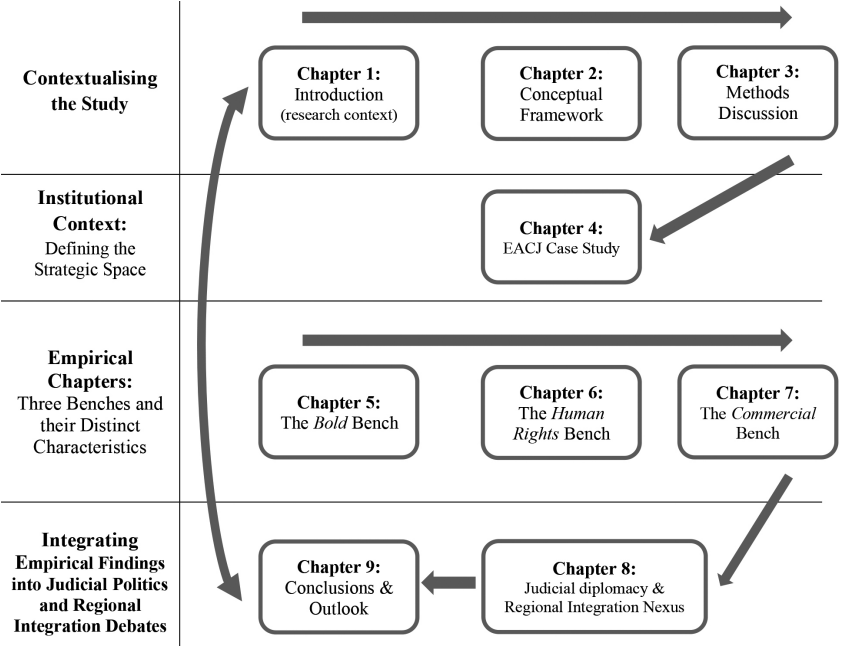 Contextualising
the Study
Chapter 1:
Introduction
(research context)
Chapter 2:
Conceptual
Framework
Chapter 3:
Methods
Discussion
Institutional
Context:
Defining the
Strategic Space
Chapter 4:
EACJ Case Study
Empirical
Chapters:
Three Benches and
their Distinct
Characteristics
Chapter 5:
The Bold Bench
Chapter 6:
The Human
Rights Bench
Chapter 7:
The Commercial
Bench
Integrating
Empirical Findings
into Judicial Politics
and Regional
Integration Debates
Chapter 9:
Conclusions &
Outlook
Chapter 8:
Judicial diplomacy &
Regional Integration Nexus